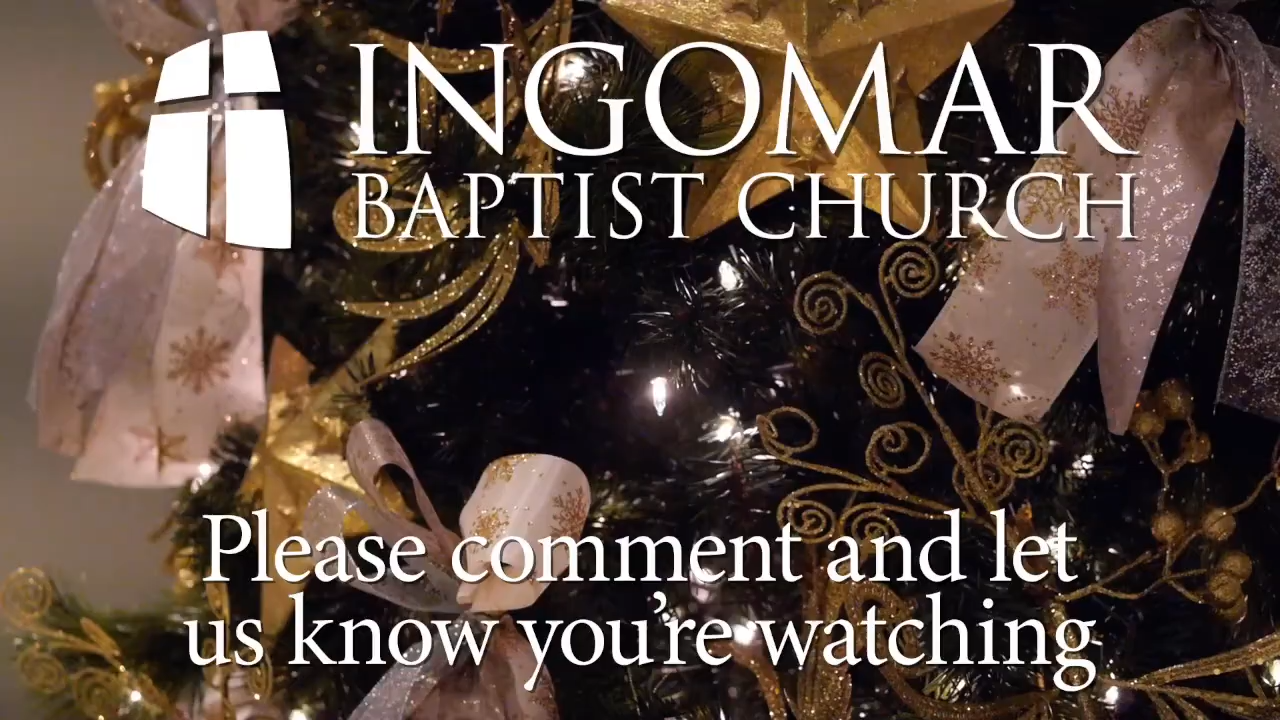 INGOMAR
BAPTIST CHURCH
Please comment and let
us know you're watching